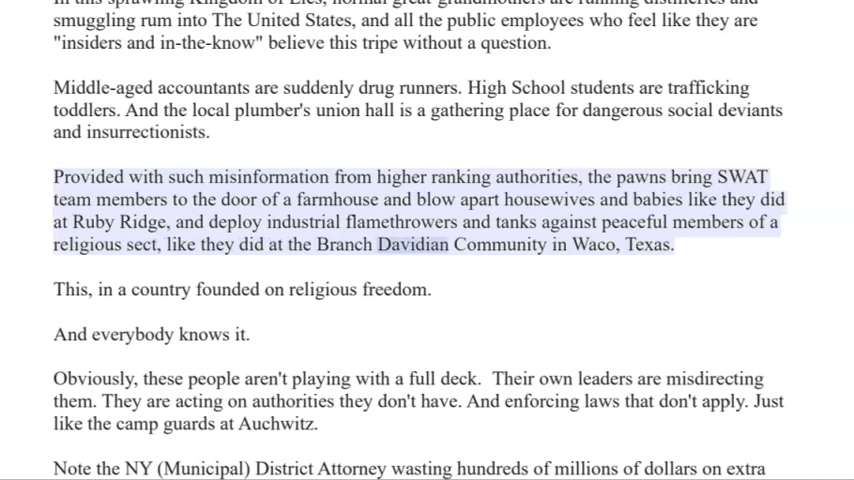 smuggling rum into The United States, and all the public employees who feel like they are
"insiders and in-the-know" believe this tripe without a question.
Middle-aged accountants are suddenly drug runners. High School students are trafficking
toddlers. And the local plumber's union hall is a gathering place for dangerous social deviants
and insurrectionists.
Provided with such misinformation from higher ranking authorities, the pawns bring SWAT
team members to the door of a farmhouse and blow apart housewives and babies like they did
at Ruby Ridge, and deploy industrial flamethrowers and tanks against peaceful members of a
religious sect, like they did at the Branch Davidian Community in Waco, Texas.
This, in a country founded on religious freedom.
And everybody knows it.
Obviously, these people aren't playing with a full deck.  Their own leaders are misdirecting
them. They are acting on authorities they don't have. And enforcing laws that don't apply. Just
like the camp guards at Auchwitz.
Note the NY (Municipal) District Attorney wasting hundreds of millions of dollars on extra